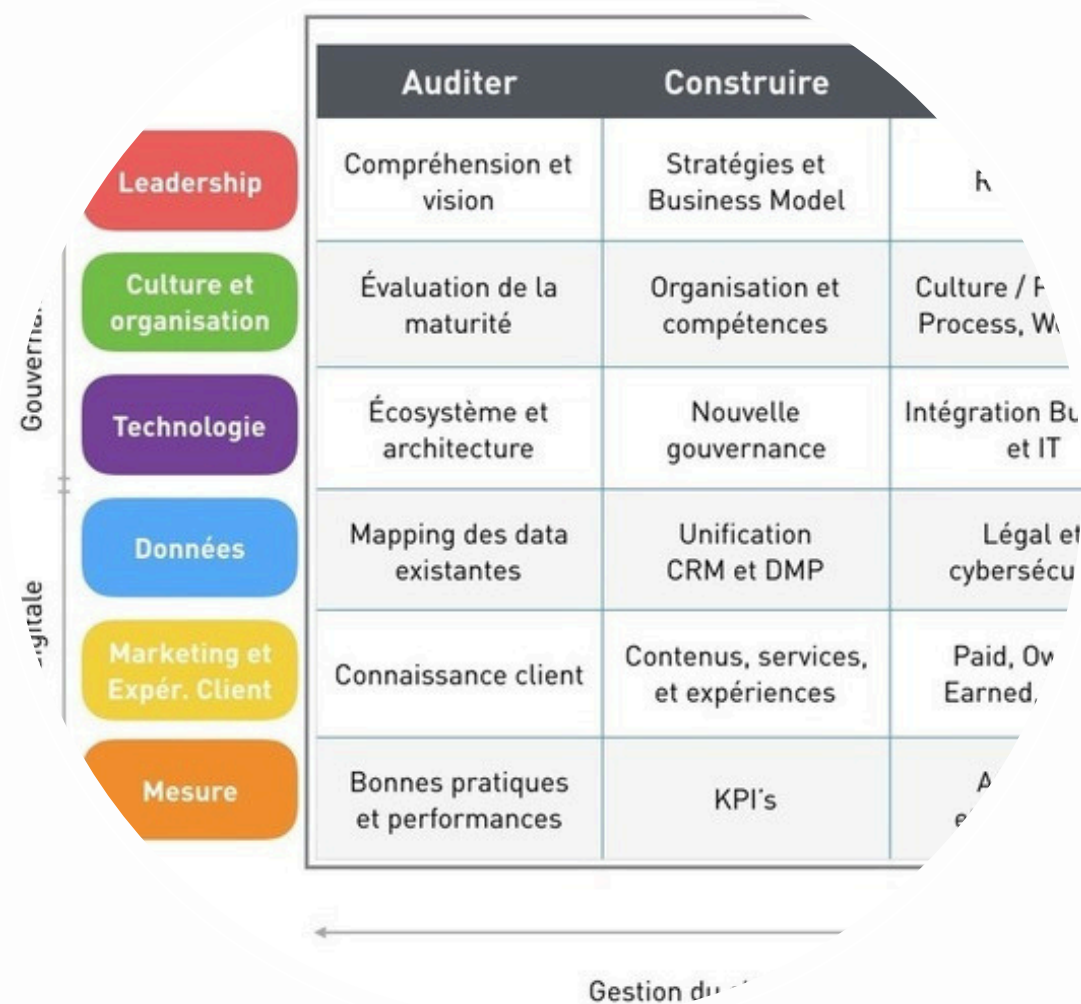 Auditer
Construire
Leadership
Compréhension et
vision
Stratégies et
Business Model
Culture et
organisation
Évaluation de la
maturité
Organisation et
compétences
Culture /
Process,
Technologie
Écosystème et
architecture
Nouvelle
gouvernance
Intégration
et IT
Données
Mapping des data
existantes
Unification
CRM et DMP
Légal et
Marketing et
Expér. Client
Connaissance client
Contenus, services,
et expériences
Paid,
Earned,
Mesure
Bonnes pratiques
et performances
KPI's
Gestion